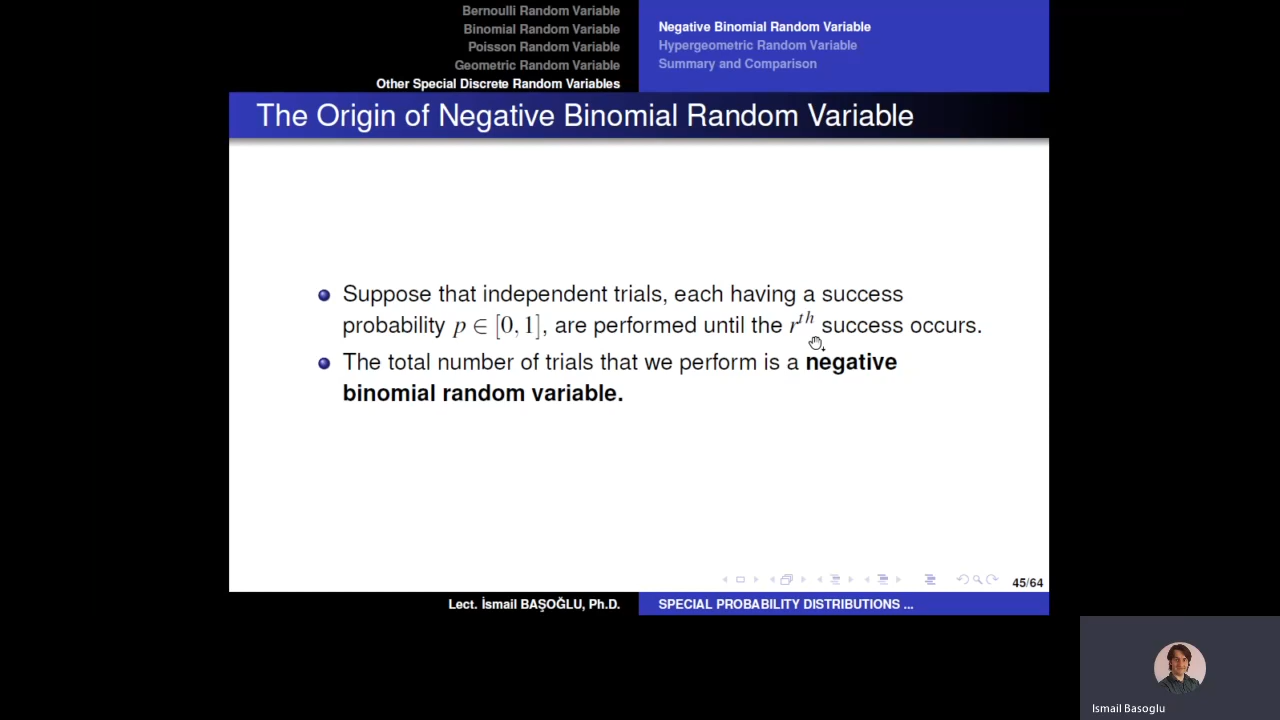 Bernoulli Random Variable
Binomial Random Variable
Poisson Random Variable
Geometric Random Variable
Other Special Discrete Random Variables
Negative Binomial Random Variable
Hypergeometric Random Variable
Summary and Comparison
The Origin of Negative Binomial Random Variable
Suppose that independent trials, each having a success
probability p ∈ [0, 1], are performed until the r^{th} success occurs.
The total number of trials that we perform is a negative
binomial random variable.
45/64
Lect. İsmail BAŞOĞLU, Ph.D.
SPECIAL PROBABILITY DISTRIBUTIONS ...
Ismail Basoglu